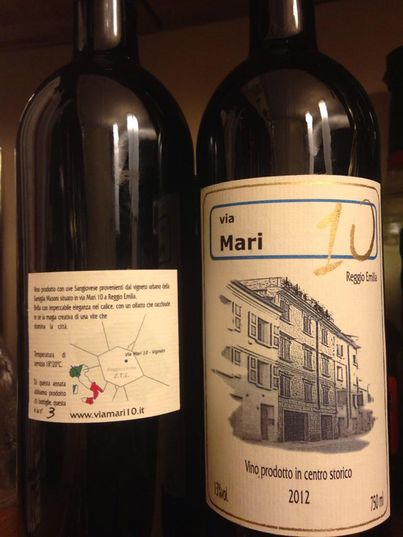 Vino prodotto con uve Sangiovese provenienti dal vigneto urbano della
famiglia Masoni situato in via Mari 10 a Reggio Emilia.
Bella con impeccabile eleganza nel calice, con un olfatto che racchiude
in se la magia creativa di una vite che
domina la città.
Temperatura di
servizio 18°/20°C.
Di questa annata
abbiamo prodotto
bottiglie, questa
è la n° 3
Via Mari 10 - Vigneto
Reggio Emilia
Z.T.L.
www.viamari10.it
via
Mari 10
Reggio Emilia
Vino prodotto in centro storico
13%vol
2012
750 ml